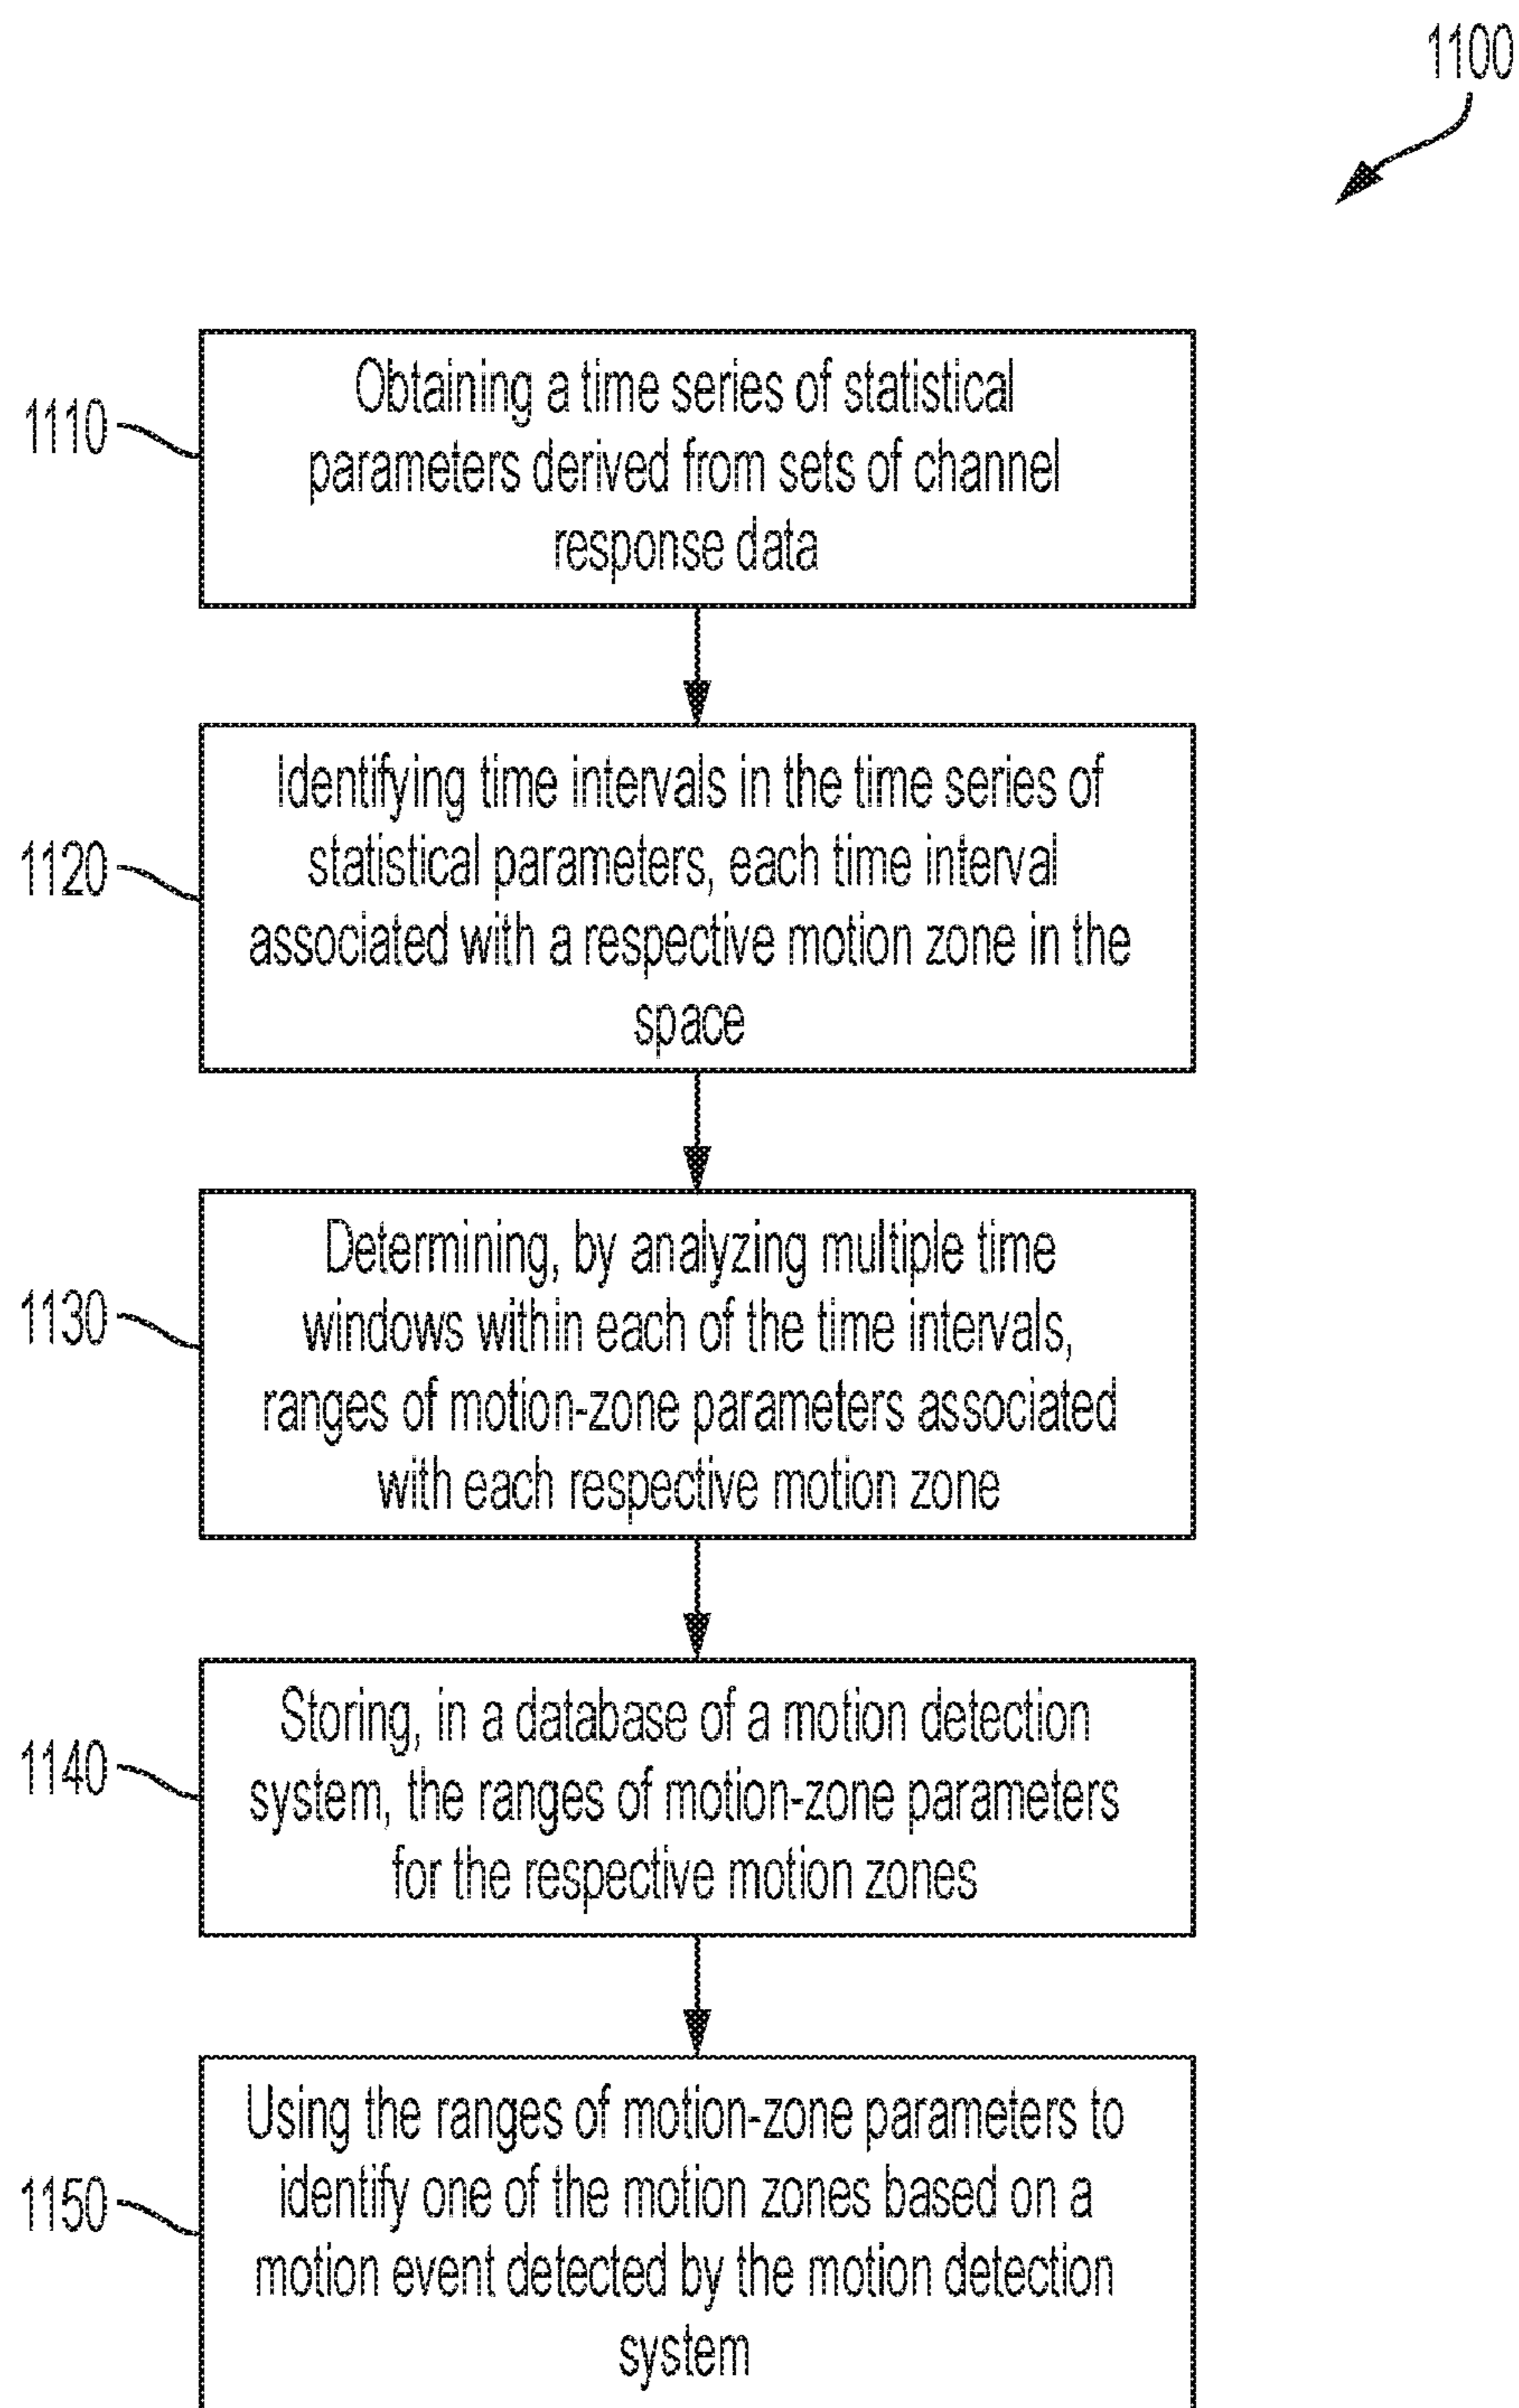 1100
1110
Obtaining a time series of statistical
parameters derived from sets of channel
response data
1120
Identifying time intervals in the time series of
statistical parameters, each time interval
associated with a respective motion zone in the
space
1130
Determining, by analyzing multiple time
windows within each of the time intervals,
ranges of motion-zone parameters associated
with each respective motion zone
1140
Storing, in a database of a motion detection
system, the ranges of motion-zone parameters
for the respective motion zones
1150
Using the ranges of motion-zone parameters to
identify one of the motion zones based on a
motion event detected by the motion detection
system